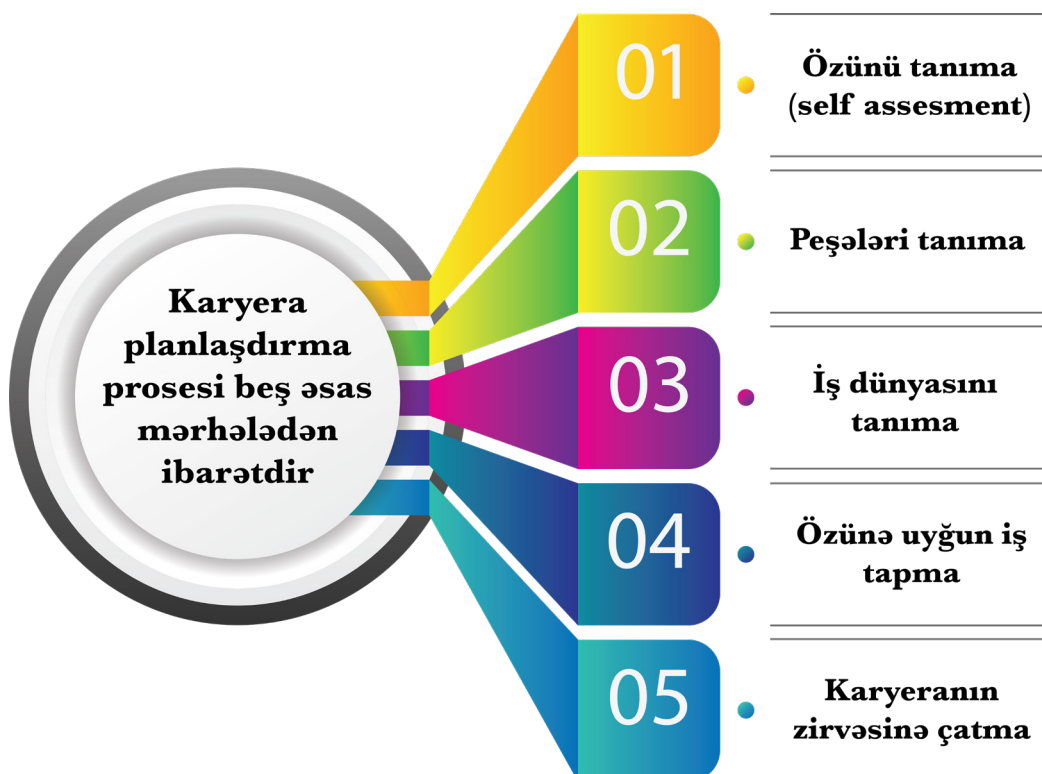 Karyera
planlaşdırma
prosesi beş əsas
mərhələdən
ibarətdir
01
Özünü tanıma
(self assesment)
02
Peşələri tanıma
03
İş dünyasını
tanıma
04
Özünə uyğun iş
tapma
05
Karyeranın
zirvəsinə çatma